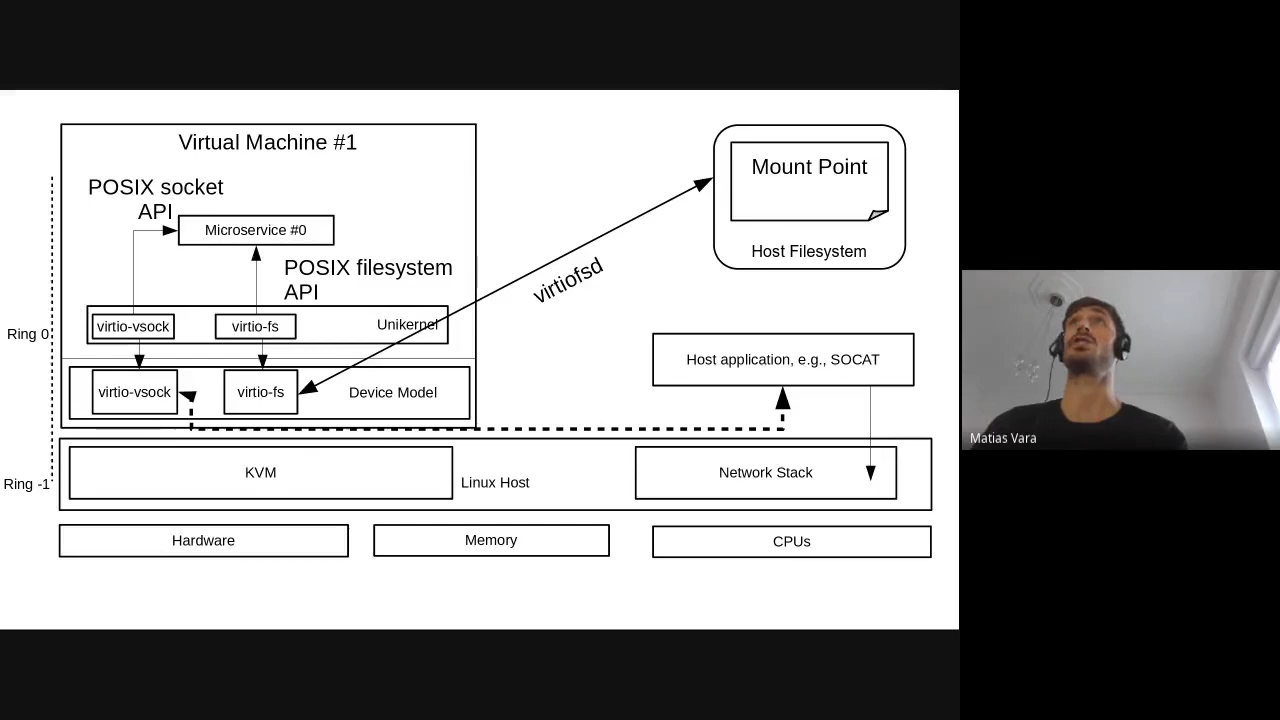 Virtual Machine #1
POSIX socket
API
Microservice #0
POSIX filesystem
API
virtio-vsock
virtio-fs
Unikernel
Ring 0
virtio-vsock
virtio-fs
Device Model
virtiofsd
Mount Point
Host Filesystem
Host application, e.g., SOCAT
KVM
Linux Host
Network Stack
Ring -1
Hardware
Memory
CPUs
Matias Vara